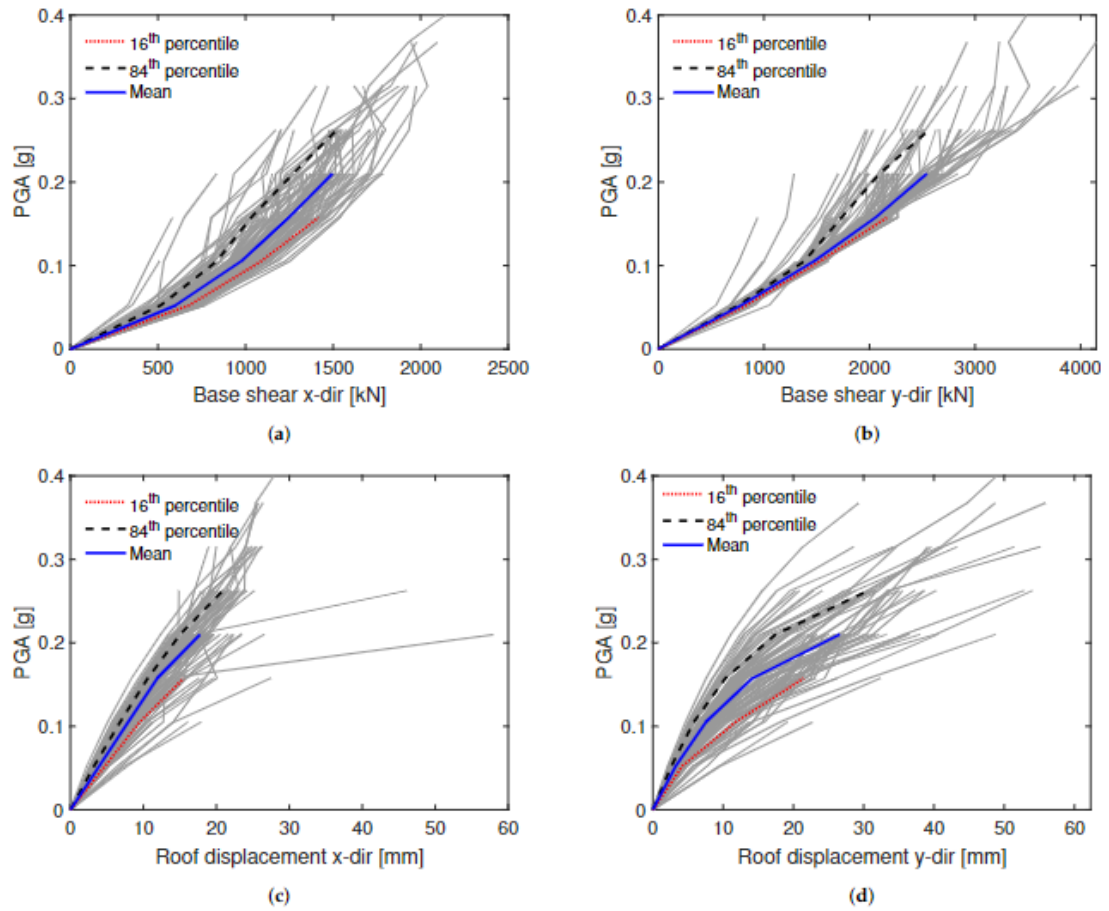 16th percentile
84th percentile
Mean
PGA [g]
0.4
0.3
0.2
0.1
0
0 500 1000 1500 2000 2500
Base shear x-dir [kN]
(a)
16th percentile
84th percentile
Mean
PGA [g]
0.4
0.3
0.2
0.1
0
0 1000 2000 3000 4000
Base shear y-dir [kN]
(b)
16th percentile
84th percentile
Mean
PGA [g]
0.4
0.3
0.2
0.1
0
0 10 20 30 40 50 60
Roof displacement x-dir [mm]
(c)
16th percentile
84th percentile
Mean
PGA [g]
0.4
0.3
0.2
0.1
0
0 10 20 30 40 50 60
Roof displacement y-dir [mm]
(d)